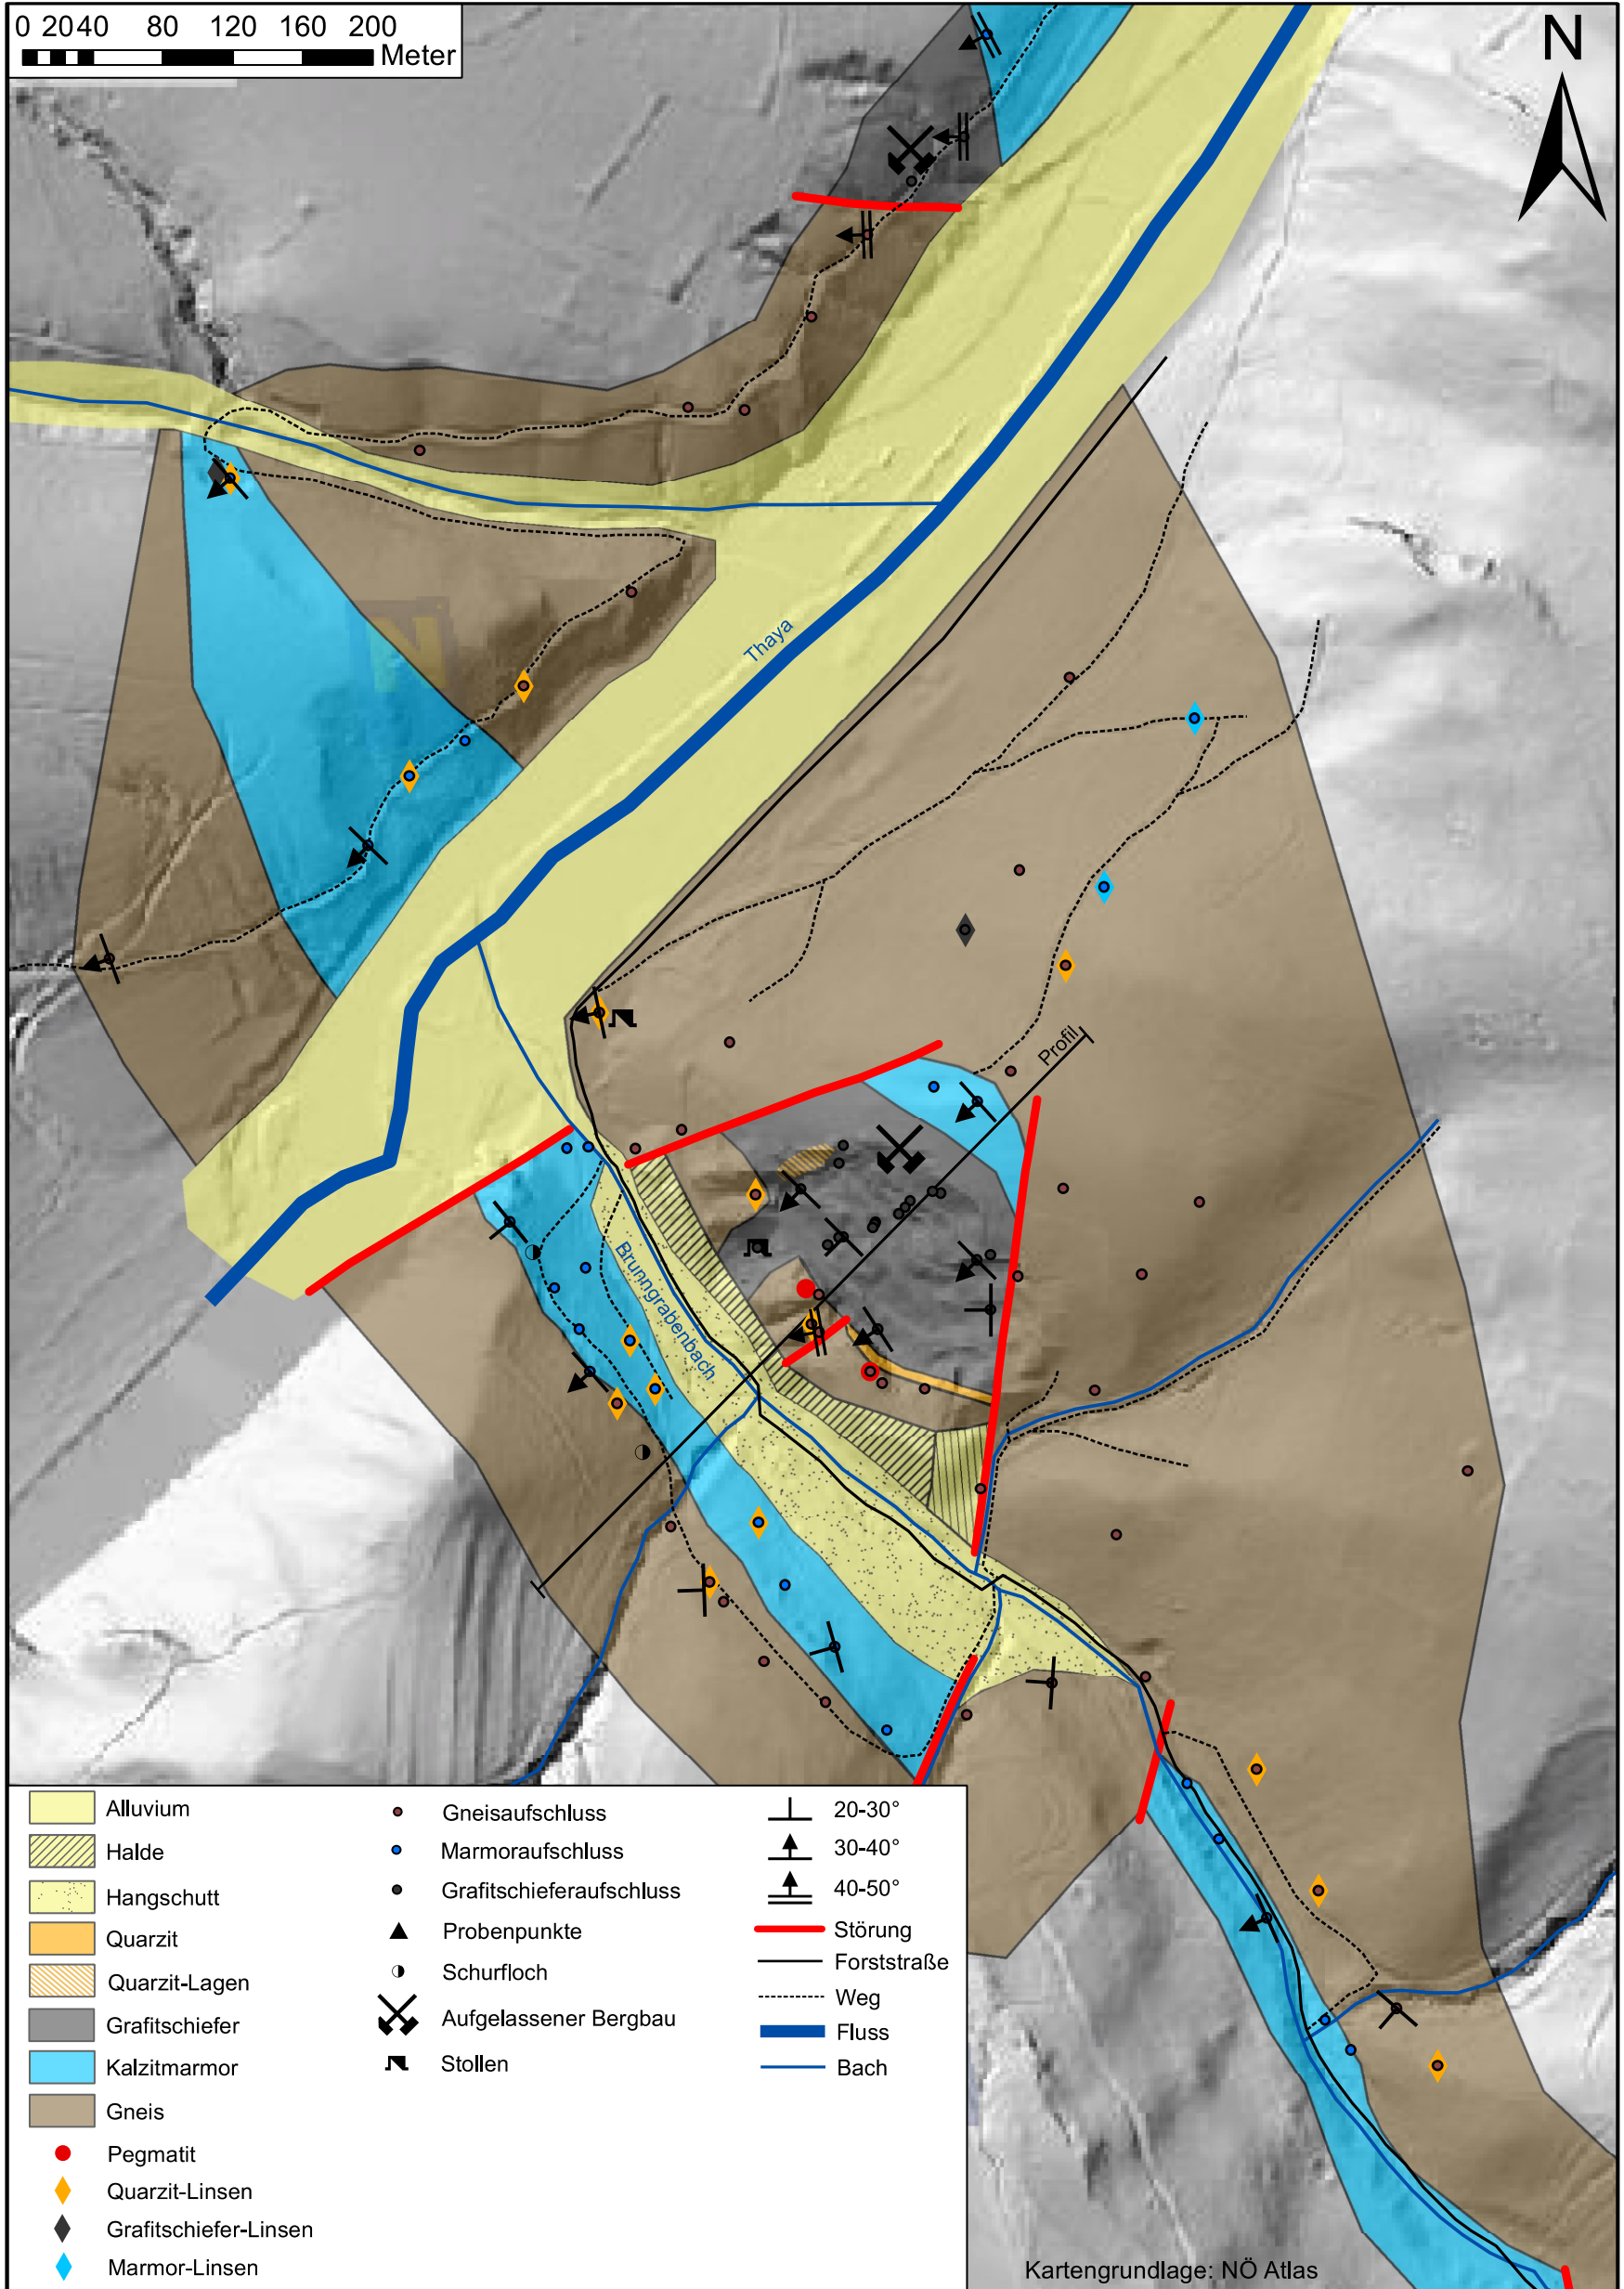 0 20 40 80 120 160 200
Meter
N
Thaya
Profil
Brunngrabenbach
Alluvium
Halde
Hangschutt
Quarzit
Quarzit-Lagen
Grafitschiefer
Kalzitmarmor
Gneis
Pegmatit
Quarzit-Linsen
Grafitschiefer-Linsen
Marmor-Linsen
Gneisaufschluss
Marmoraufschluss
Grafitschieferaufschluss
Probenpunkte
Schurfloch
Aufgelassener Bergbau
Stollen
20-30°
30-40°
40-50°
Störung
Forststraße
Weg
Fluss
Bach
Kartengrundlage: NÖ Atlas